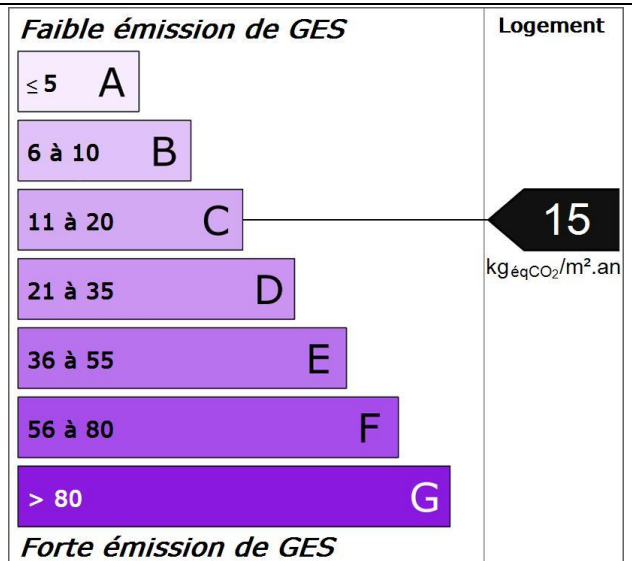 Faible émission de GES
Logement
≤ 5 A
6 à 10 B
11 à 20 C
15
kgéqCO₂/m².an
21 à 35 D
36 à 55 E
56 à 80 F
> 80 G
Forte émission de GES